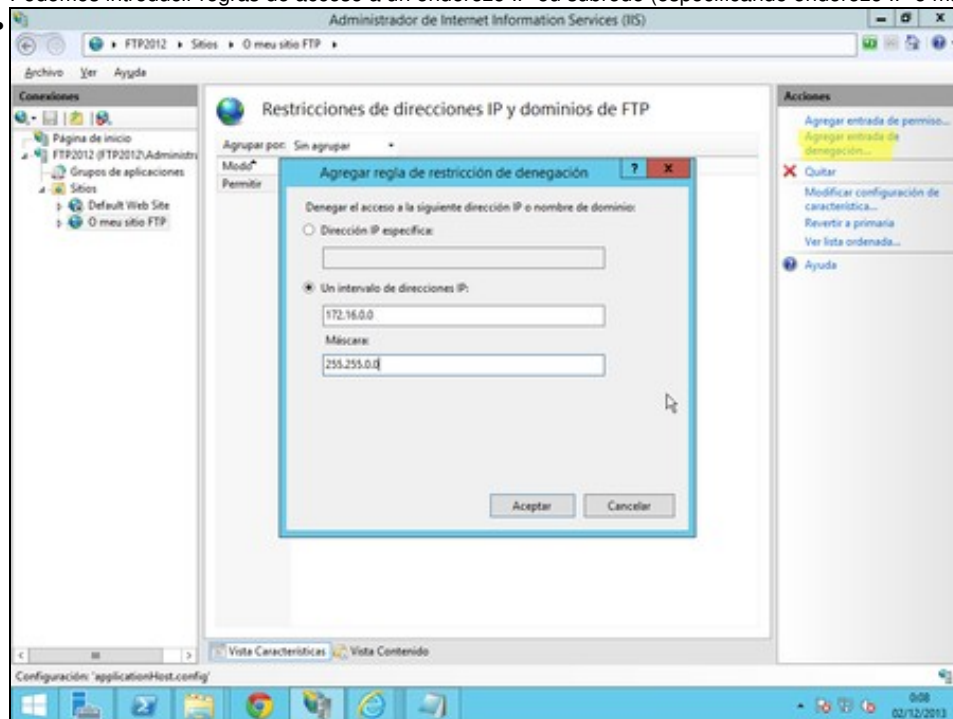 Administrador de Internet Information Services (IIS)
FTP2012 Sitios O meu sitio FTP
Archivo Ver Ayuda
Conexiones
Página de inicio
FTP2012 (FTP2012\Administr
Grupos de aplicaciones
Sitios
Default Web Site
O meu sitio FTP
Restricciones de direcciones IP y dominios de FTP
Agrupar por: Sin agrupar
Modo
Permitir
Agregar regla de restricción de denegación
Denegar el acceso a la siguiente dirección IP o nombre de dominio:
Dirección IP específica:
Un intervalo de direcciones IP:
172.16.0.0
Máscara:
255.255.0.0
Aceptar Cancelar
Acciones
Agregar entrada de permiso...
Agregar entrada de
denegación...
Quitar
Modificar configuración de
característica...
Revertir a primaria
Ver lista ordenada...
Ayuda
Vista Características Vista Contenido
Configuración: 'applicationHost.config'
0:08
02/12/2013